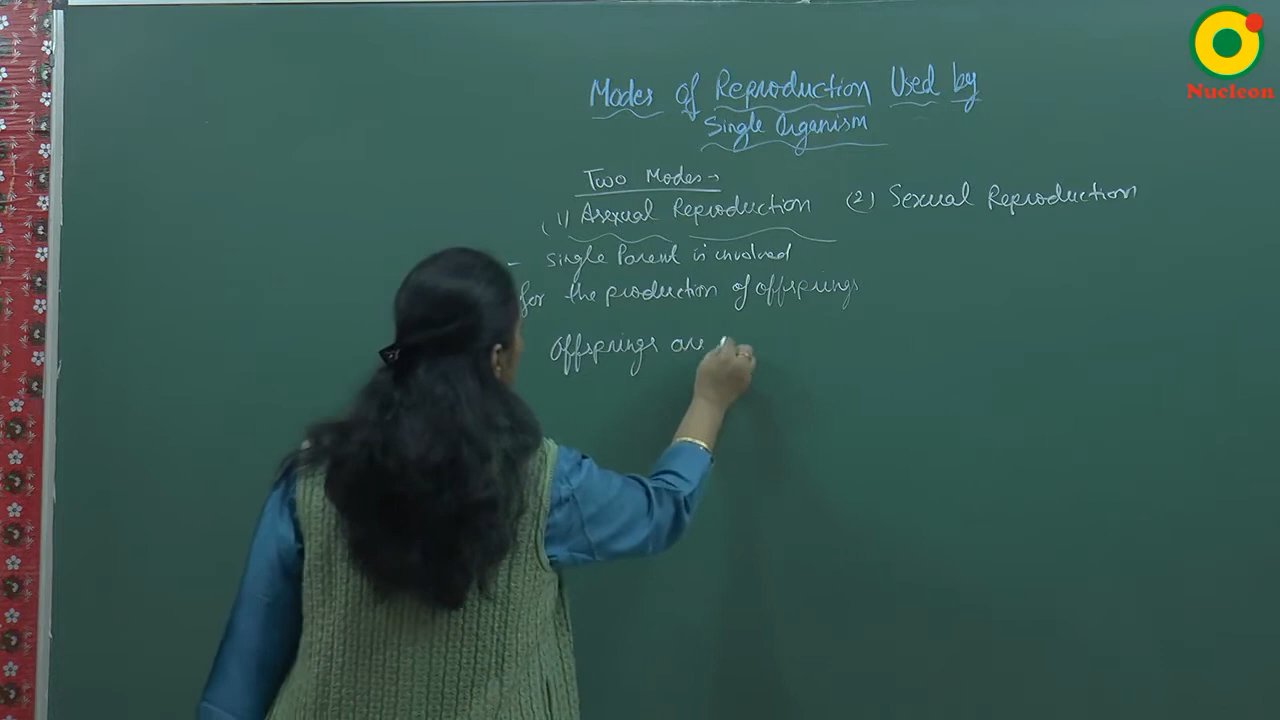 Modes of Reproduction Used by
Single Organism
Two Modes→
(1) Asexual Reproduction (2) Sexual Reproduction
- Single Parent is involved
for the production of offsprings
offsprings are
Nucleon